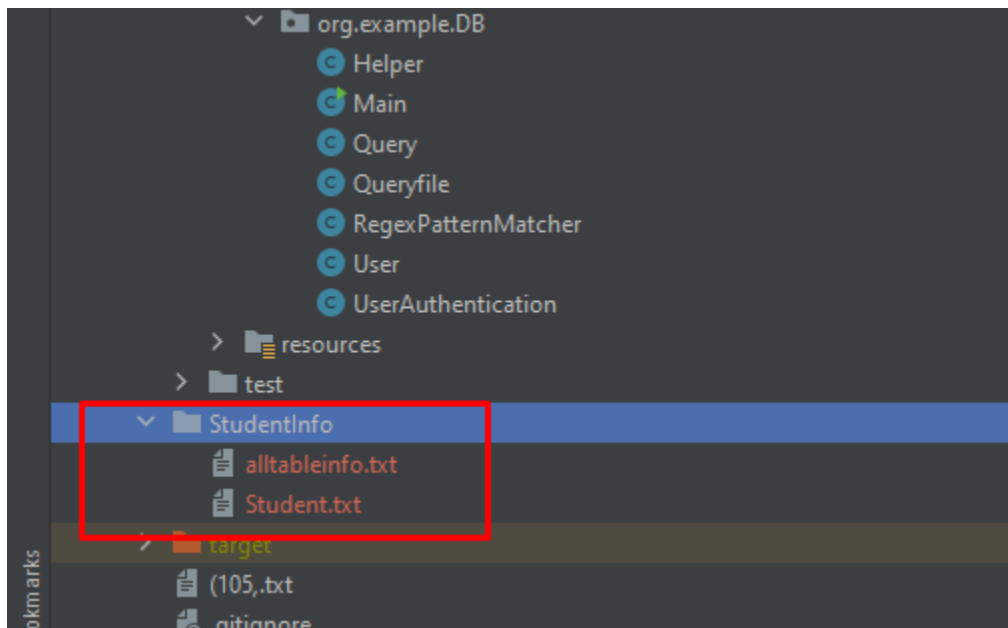 org.example.DB
Helper
Main
Query
Queryfile
RegexPatternMatcher
User
UserAuthentication
resources
test
StudentInfo
alltableinfo.txt
Student.txt
target
(105,.txt
.gitignore
okmarks